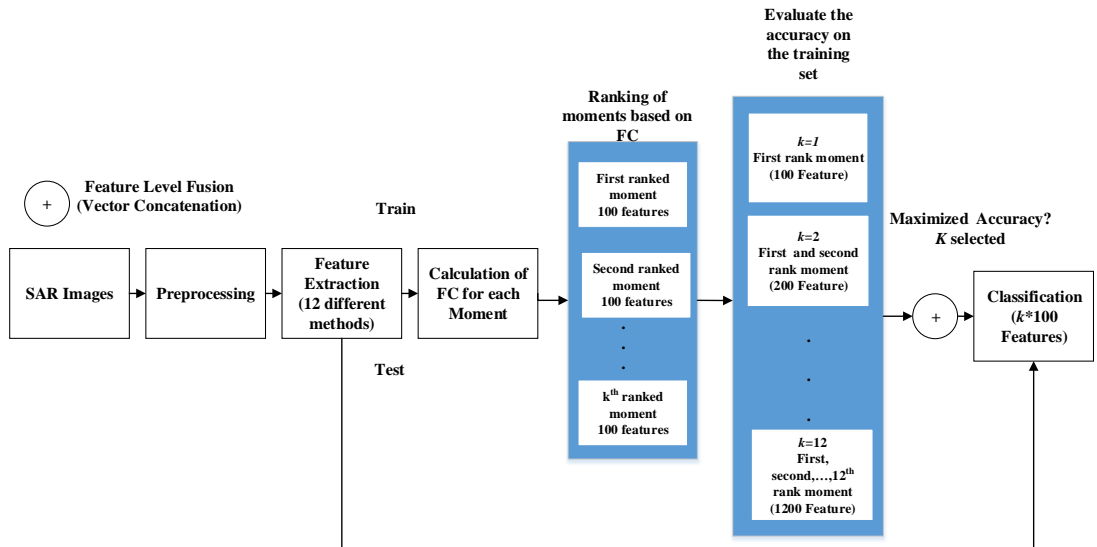 +
Feature Level Fusion
(Vector Concatenation)
SAR Images
Preprocessing
Feature
Extraction
(12 different
methods)
Train
Test
Calculation of
FC for each
Moment
Ranking of
moments based on
FC
First ranked
moment
100 features
Second ranked
moment
100 features
.
.
.
kth ranked
moment
100 features
Evaluate the
accuracy on
the training
set
k=1
First rank moment
(100 Feature)
k=2
First and second
rank moment
(200 Feature)
.
.
.
k=12
First,
second,...,12th
rank moment
(1200 Feature)
Maximized Accuracy?
K selected
+
Classification
(k*100
Features)